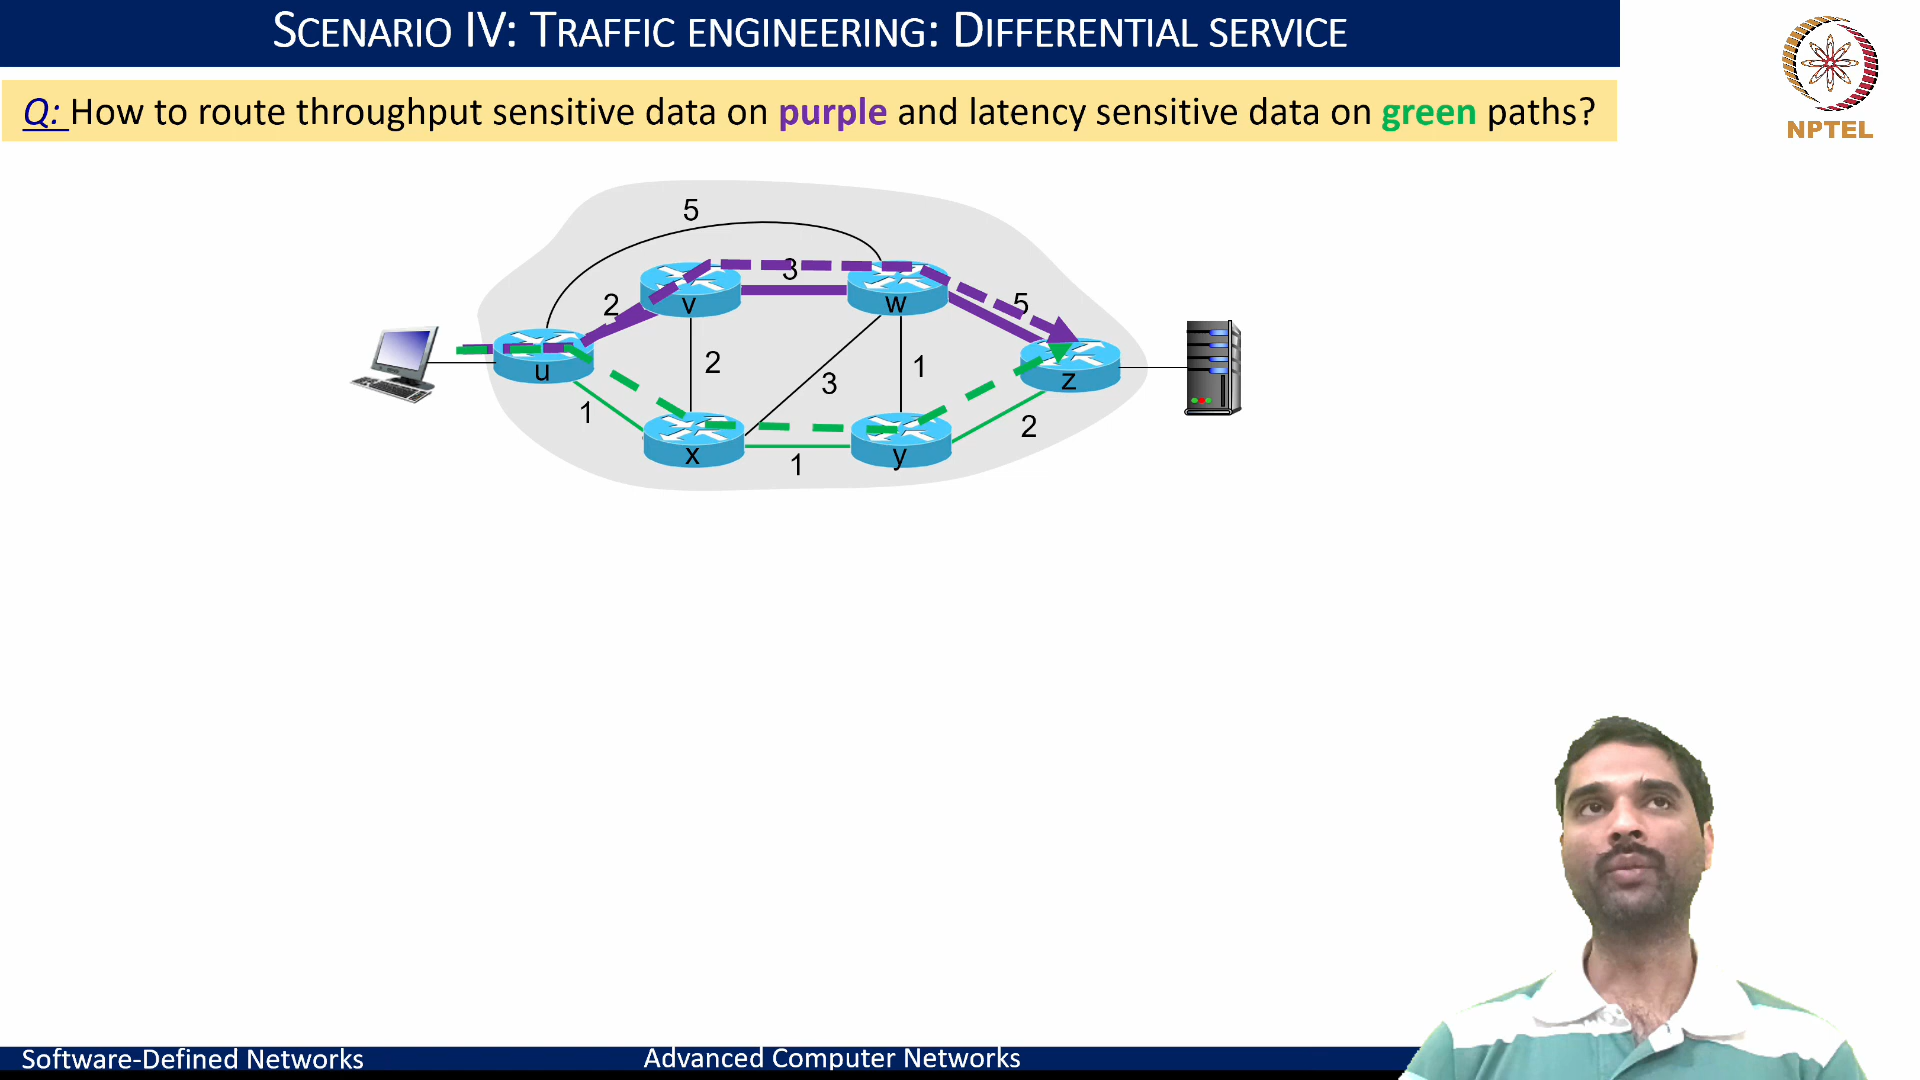 SCENARIO IV: TRAFFIC ENGINEERING: DIFFERENTIAL SERVICE
NPTEL
Q: How to route throughput sensitive data on purple and latency sensitive data on green paths?
5
3
2
v
w
5
u
2
3
1
z
1
x
1
y
2
Software-Defined Networks
Advanced Computer Networks